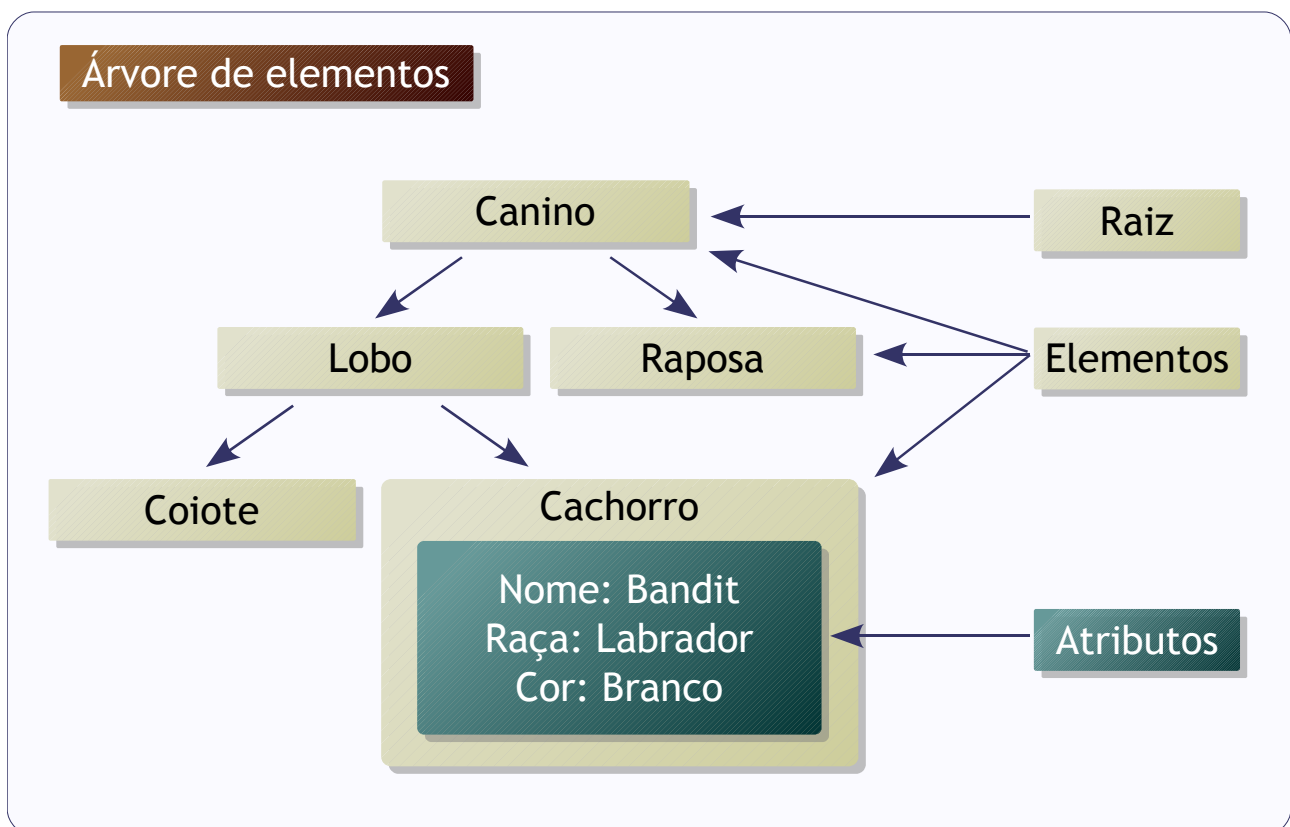 Árvore de elementos
Canino
Raiz
Lobo
Raposa
Elementos
Coiote
Cachorro
Nome: Bandit
Raça: Labrador
Cor: Branco
Atributos